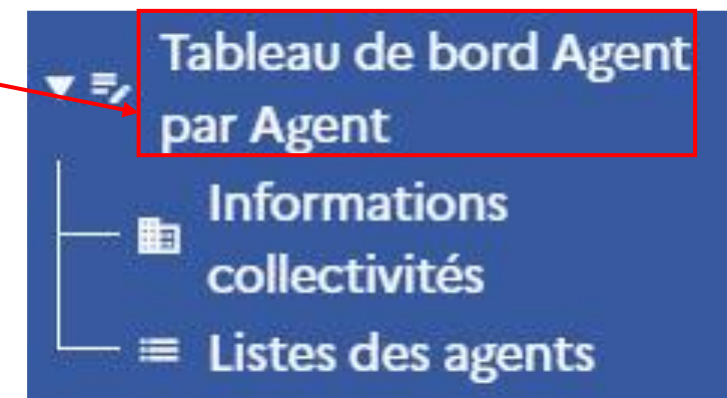 Tableau de bord Agent
par Agent
Informations
collectivités
Listes des agents